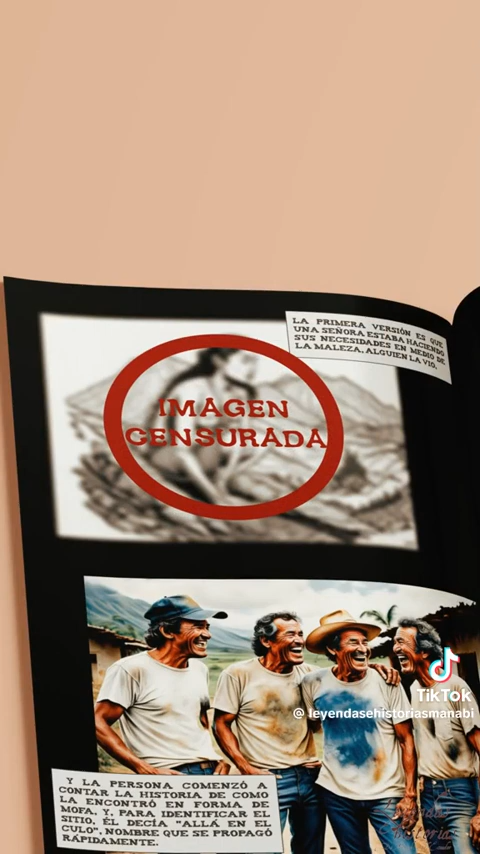 LA PRIMERA VERSIÓN ES QUE
UNA SEÑORA ESTABA HACIENDO
SUS NECESIDADES EN MEDIO DE
LA MALEZA, ALGUIEN LA VIO,
IMAGEN
CENSURADA
TikTok
@ leyendasehistoriasmanabi
Y LA PERSONA COMENZÓ A
CONTAR LA HISTORIA DE COMO
LA ENCONTRÓ EN FORMA DE
MOFA, Y, PARA IDENTIFICAR EL
SITIO, ÉL DECÍA "ALLÁ EN EL
CULO", NOMBRE QUE SE PROPAGÓ
RÁPIDAMENTE.